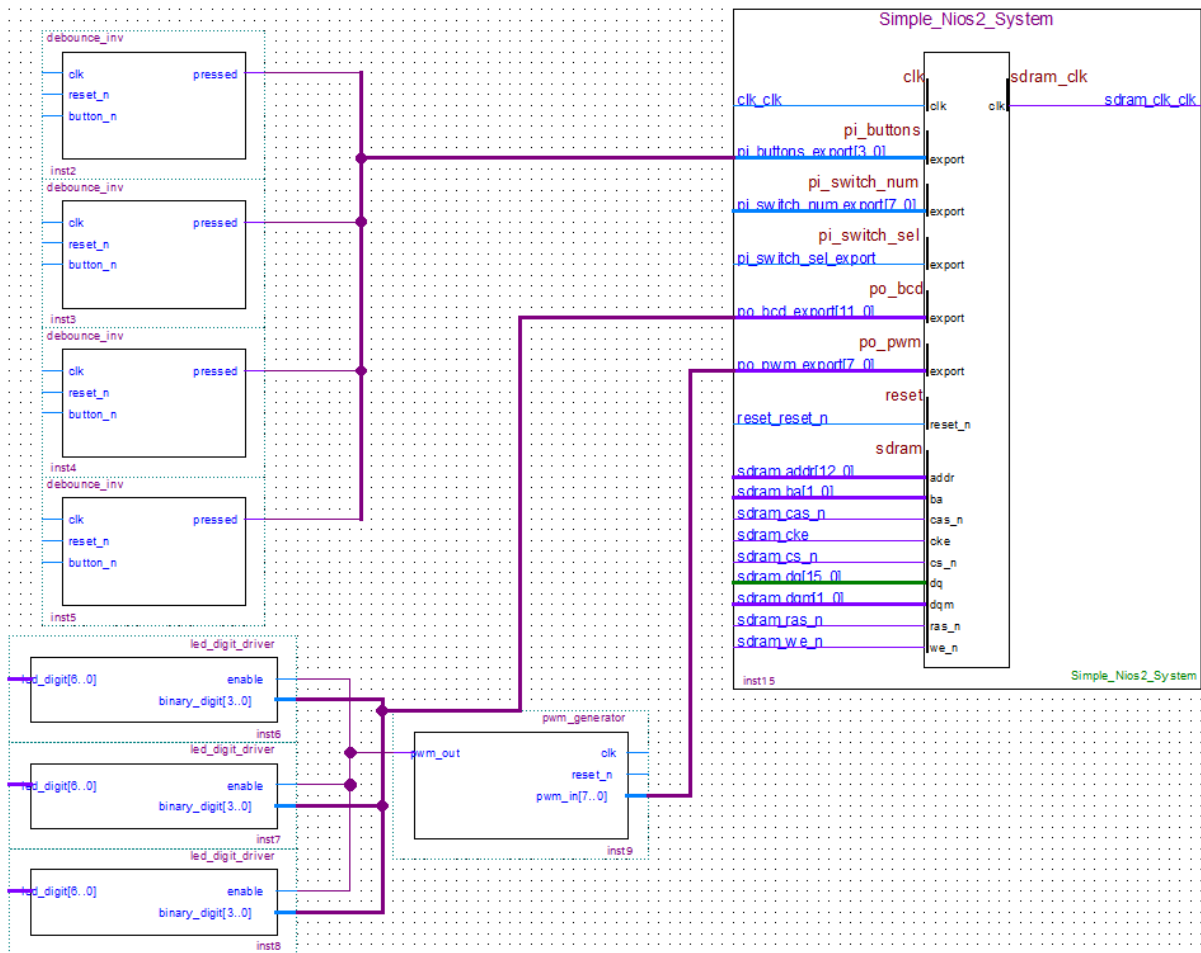 debounce_inv
clk pressed
reset_n
button_n
inst2
debounce_inv
clk pressed
reset_n
button_n
inst3
debounce_inv
clk pressed
reset_n
button_n
inst4
debounce_inv
clk pressed
reset_n
button_n
inst5
led_digit_driver
led_digit[6..0] enable
binary_digit[3..0]
inst6
led_digit_driver
led_digit[6..0] enable
binary_digit[3..0]
inst7
led_digit_driver
led_digit[6..0] enable
binary_digit[3..0]
inst8
pwm_generator
pwm_out clk
reset_n
pwm_in[7..0]
inst9
Simple_Nios2_System
clk sdram_clk
clk_clk clk clk sdram_clk_clk
pi_buttons
pi_buttons_export[3..0] export
pi_switch_num
pi_switch_num_export[7..0] export
pi_switch_sel
pi_switch_sel_export export
po_bcd
po_bcd_export[11..0] export
po_pwm
po_pwm_export[7..0] export
reset
reset_reset_n reset_n
sdram
sdram_addr[12..0] addr
sdram_ba[1..0] ba
sdram_cas_n cas_n
sdram_cke cke
sdram_cs_n cs_n
sdram_dq[15..0] dq
sdram_dqm[1..0] dqm
sdram_ras_n ras_n
sdram_we_n we_n
inst15 Simple_Nios2_System